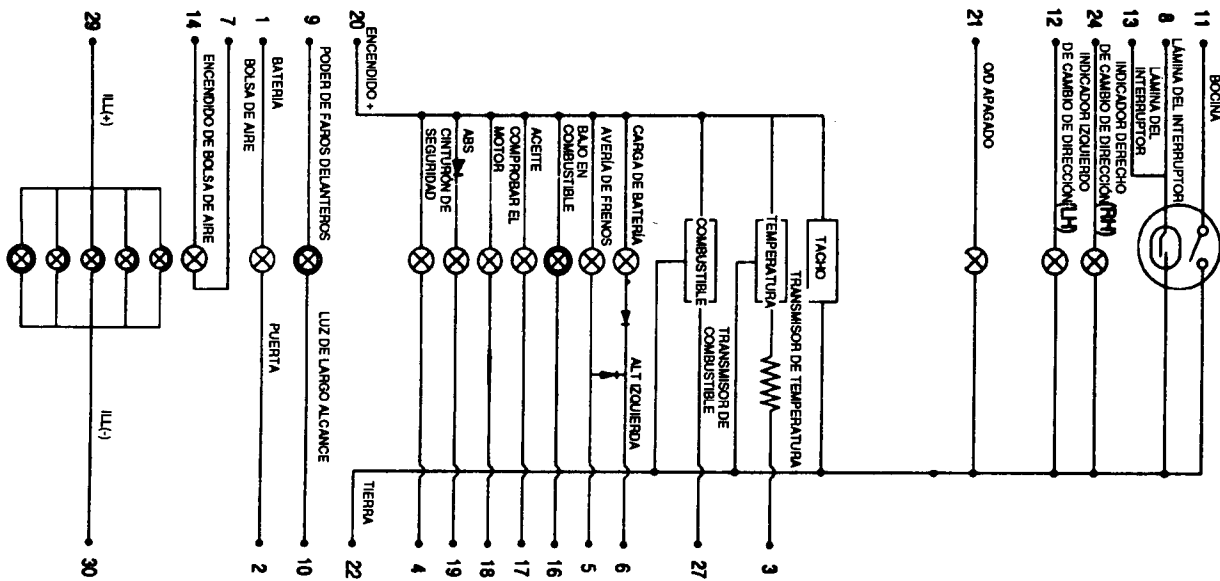 11
BOCINA
8
LÁMINA DEL INTERRUPTOR
13
LÁMINA DEL
INTERRUPTOR
24
INDICADOR DERECHO
DE CAMBIO DE DIRECCIÓN(RH)
12
INDICADOR IZQUIERDO
DE CAMBIO DE DIRECCIÓN(LH)
21
O/D APAGADO
20
ENCENDIDO +
TACHO
TRANSMISOR DE TEMPERATURA
TEMPERATURA
3
TRANSMISOR DE
COMBUSTIBLE
COMBUSTIBLE
27
CARGA DE BATERÍA
ALT IZQUIERDA
6
AVERÍA DE FRENOS
5
BAJO EN
COMBUSTIBLE
16
ACEITE
17
COMPROBAR EL
MOTOR
18
ABS
19
CINTURÓN DE
SEGURIDAD
4
TIERRA
22
9
PODER DE FAROS DELANTEROS
LUZ DE LARGO ALCANCE
10
1
BATERIA
PUERTA
2
7
BOLSA DE AIRE
14
ENCENDIDO DE BOLSA DE AIRE
29
ILL(+)
ILL(-)
30